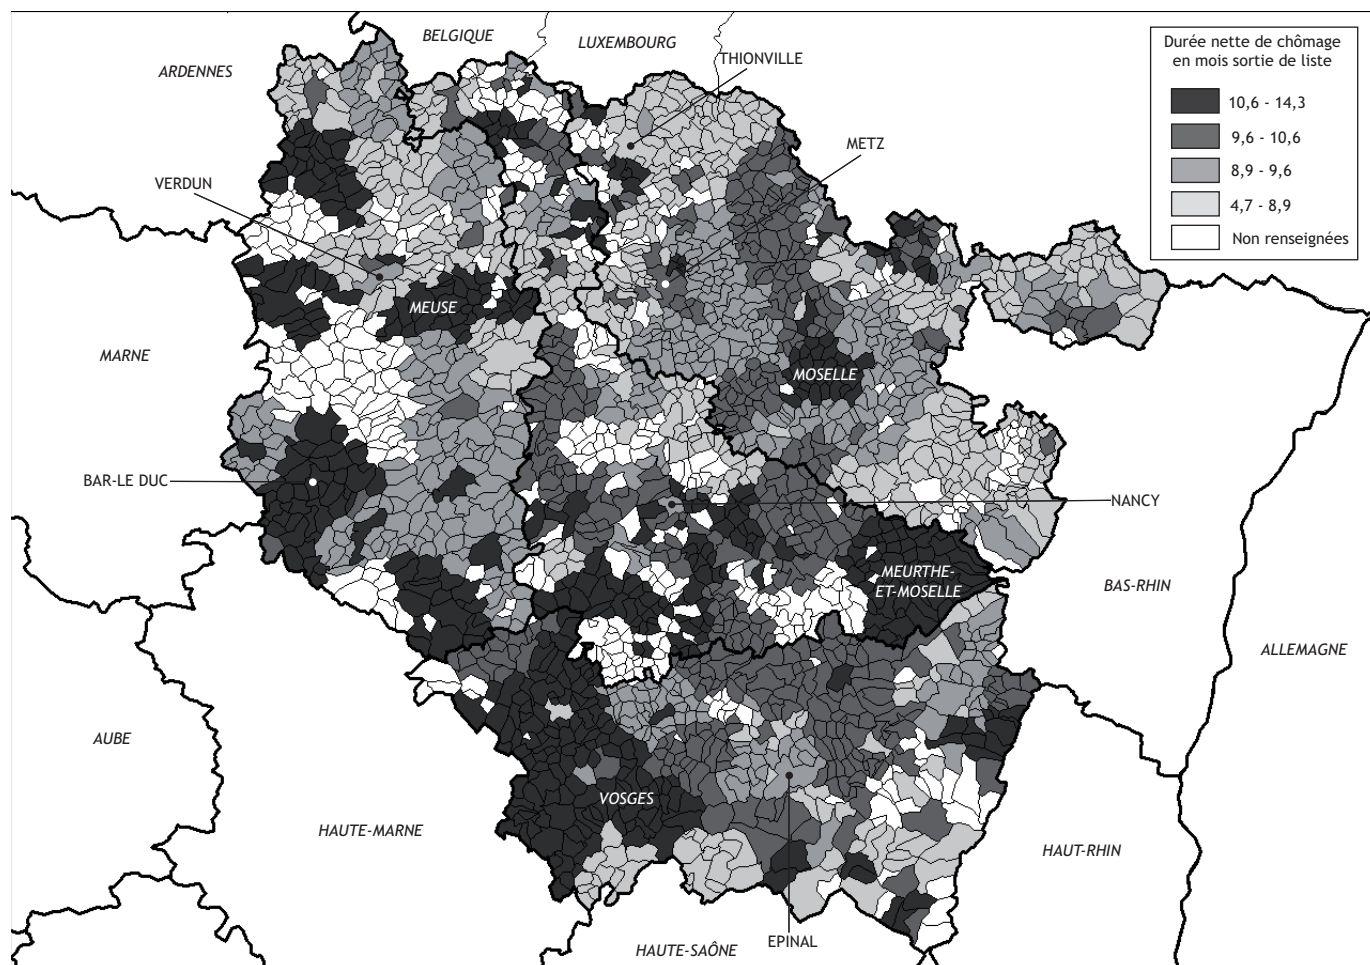 BELGIQUE
LUXEMBOURG
ARDENNES
THIONVILLE
Durée nette de chômage
en mois sortie de liste
10,6 - 14,3
9,6 - 10,6
8,9 - 9,6
4,7 - 8,9
Non renseignées
METZ
VERDUN
MEUSE
MARNE
MOSELLE
BAR-LE DUC
NANCY
MEURTHE-
ET-MOSELLE
BAS-RHIN
ALLEMAGNE
AUBE
VOSGES
HAUTE-MARNE
HAUT-RHIN
EPINAL
HAUTE-SAÔNE